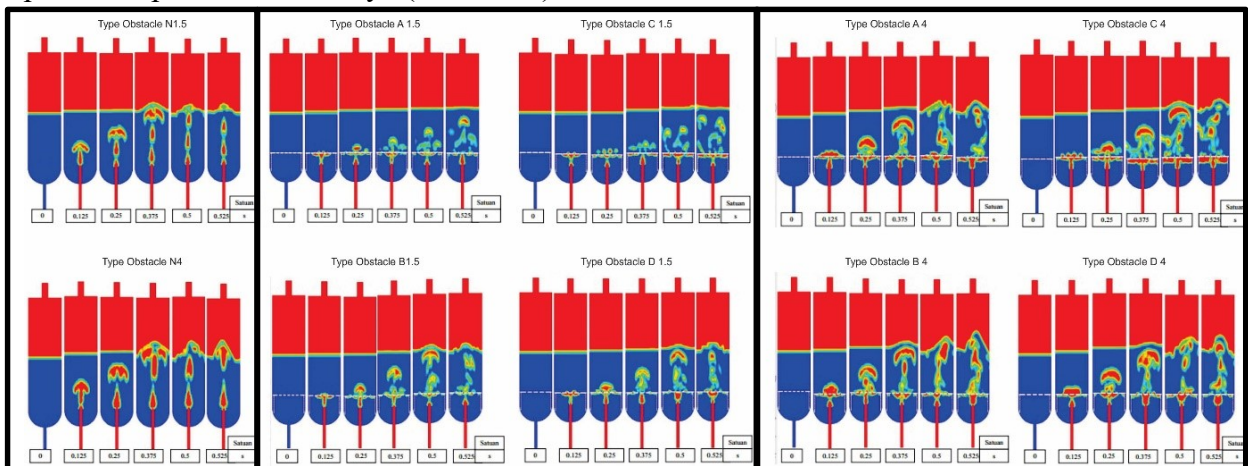 Type Obstacle N1.5
Type Obstacle A 1.5
Type Obstacle C 1.5
Type Obstacle A 4
Type Obstacle C 4
Satuan
0 0.125 0.25 0.375 0.5 0.525 s
Satuan
0 0.125 0.25 0.375 0.5 0.525 s
Satuan
0 0.125 0.25 0.375 0.5 0.525 s
Satuan
0 0.125 0.25 0.375 0.5 0.525 s
Satuan
0 0.125 0.25 0.375 0.5 0.525 s
Type Obstacle N4
Type Obstacle B1.5
Type Obstacle D 1.5
Type Obstacle B 4
Type Obstacle D 4
Satuan
0 0.125 0.25 0.375 0.5 0.525 s
Satuan
0 0.125 0.25 0.375 0.5 0.525 s
Satuan
0 0.125 0.25 0.375 0.5 0.525 s
Satuan
0 0.125 0.25 0.375 0.5 0.525 s
Satuan
0 0.125 0.25 0.375 0.5 0.525 s